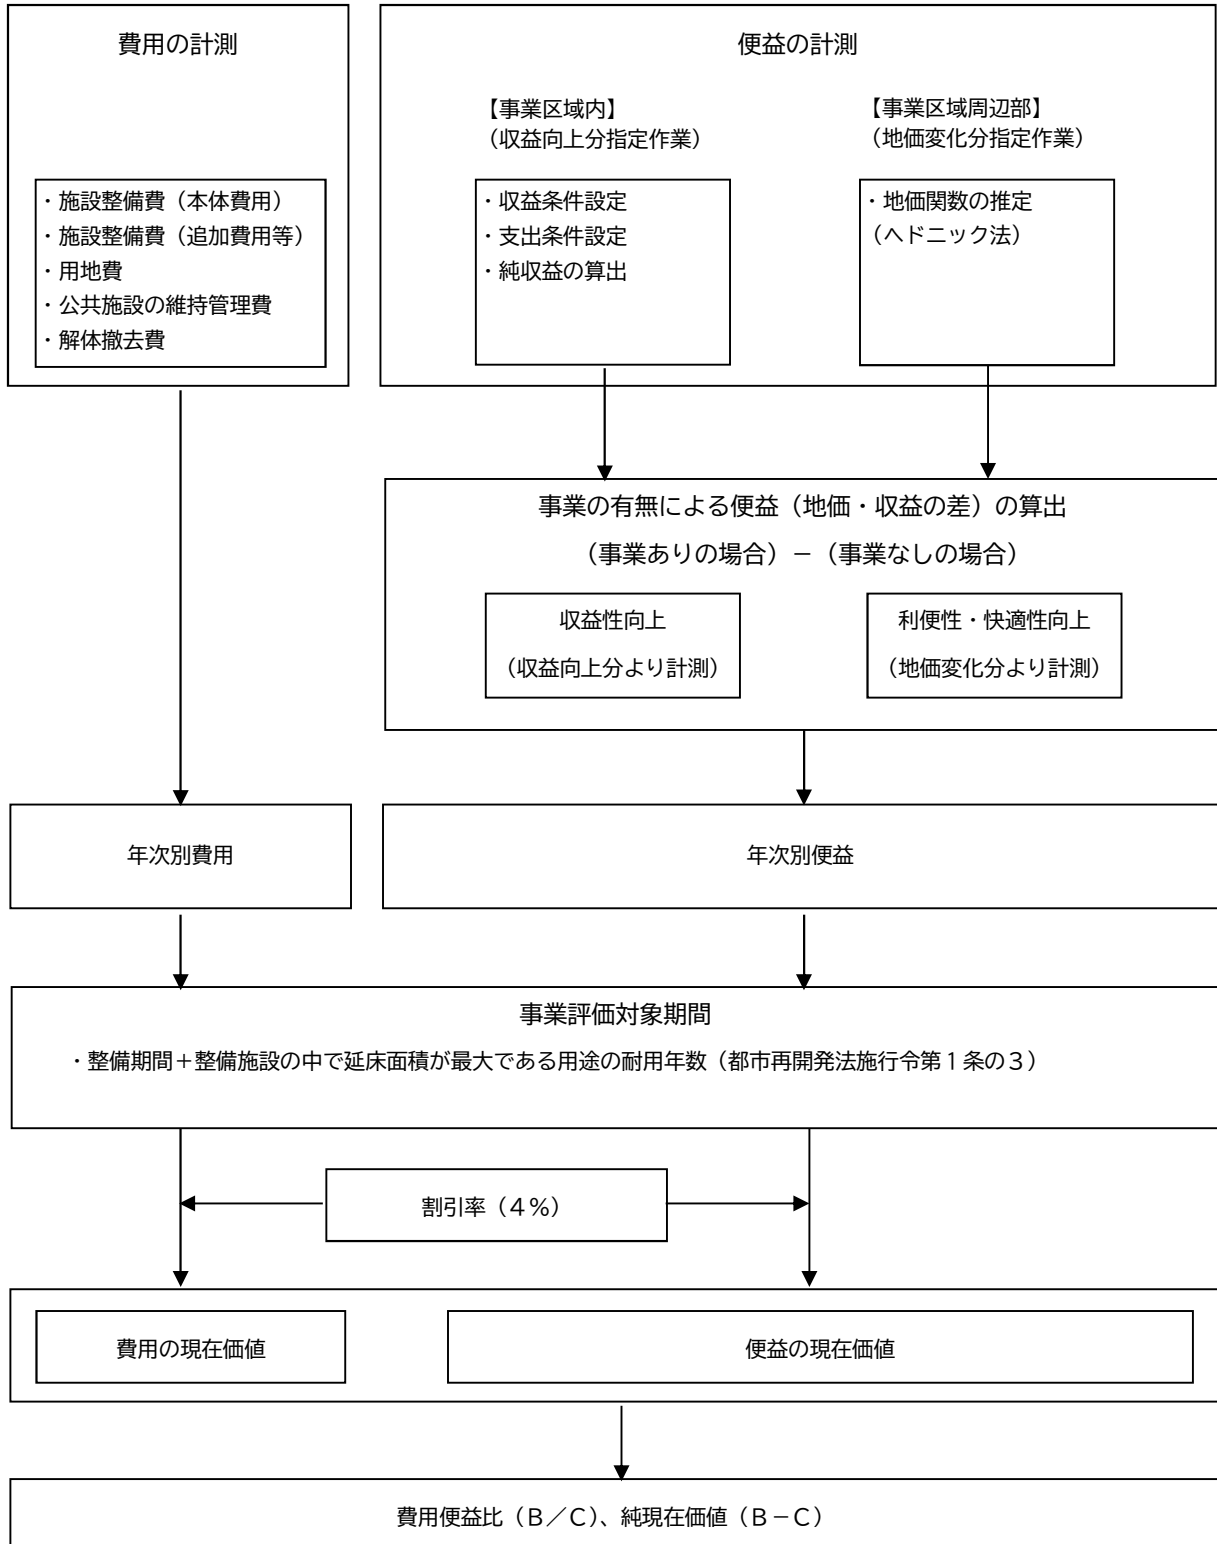 費用の計測
・施設整備費（本体費用）
・施設整備費（追加費用等）
・用地費
・公共施設の維持管理費
・解体撤去費
便益の計測
【事業区域内】
（収益向上分指定作業）
・収益条件設定
・支出条件設定
・純収益の算出
【事業区域周辺部】
（地価変化分指定作業）
・地価関数の推定
（ヘドニック法）
事業の有無による便益（地価・収益の差）の算出
（事業ありの場合）－（事業なしの場合）
収益性向上
（収益向上分より計測）
利便性・快適性向上
（地価変化分より計測）
年次別費用
年次別便益
事業評価対象期間
・整備期間＋整備施設の中で延床面積が最大である用途の耐用年数（都市再開発法施行令第１条の３）
割引率（４％）
費用の現在価値
便益の現在価値
費用便益比（Ｂ／Ｃ）、純現在価値（Ｂ－Ｃ）